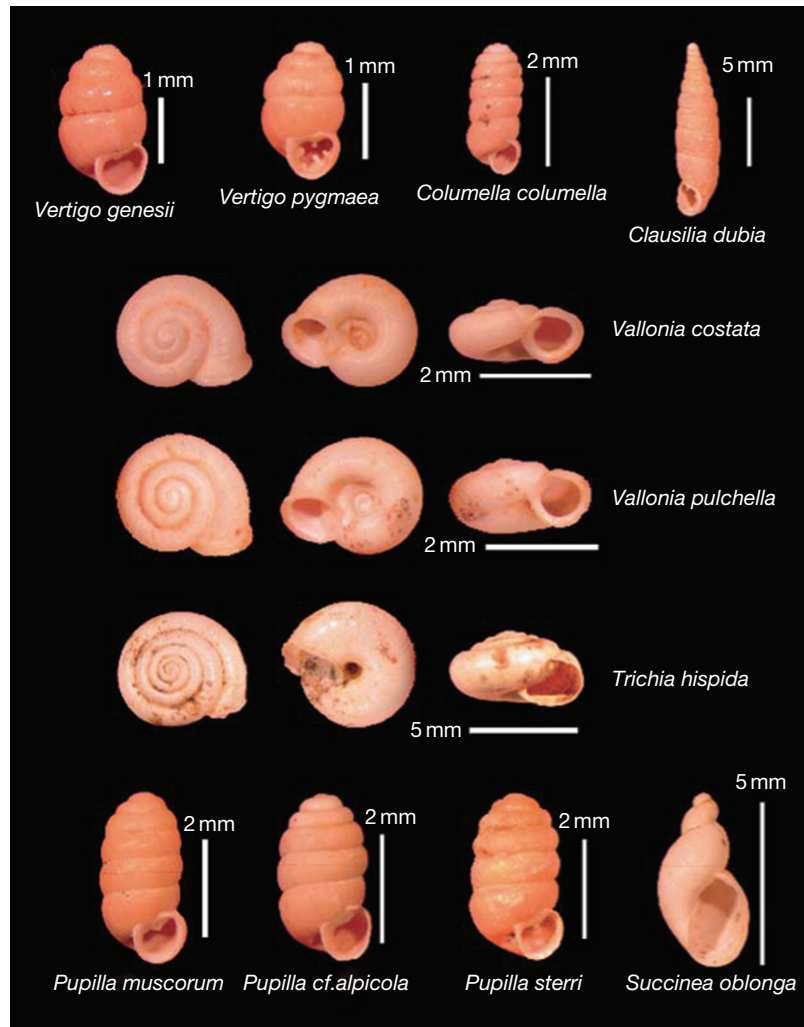 1 mm
Vertigo genesii
1 mm
Vertigo pygmaea
2 mm
Columella columella
5 mm
Clausilia dubia
Vallonia costata
2 mm
Vallonia pulchella
2 mm
Trichia hispida
5 mm
2 mm
Pupilla muscorum
2 mm
Pupilla cf.alpicola
2 mm
Pupilla sterri
5 mm
Succinea oblonga